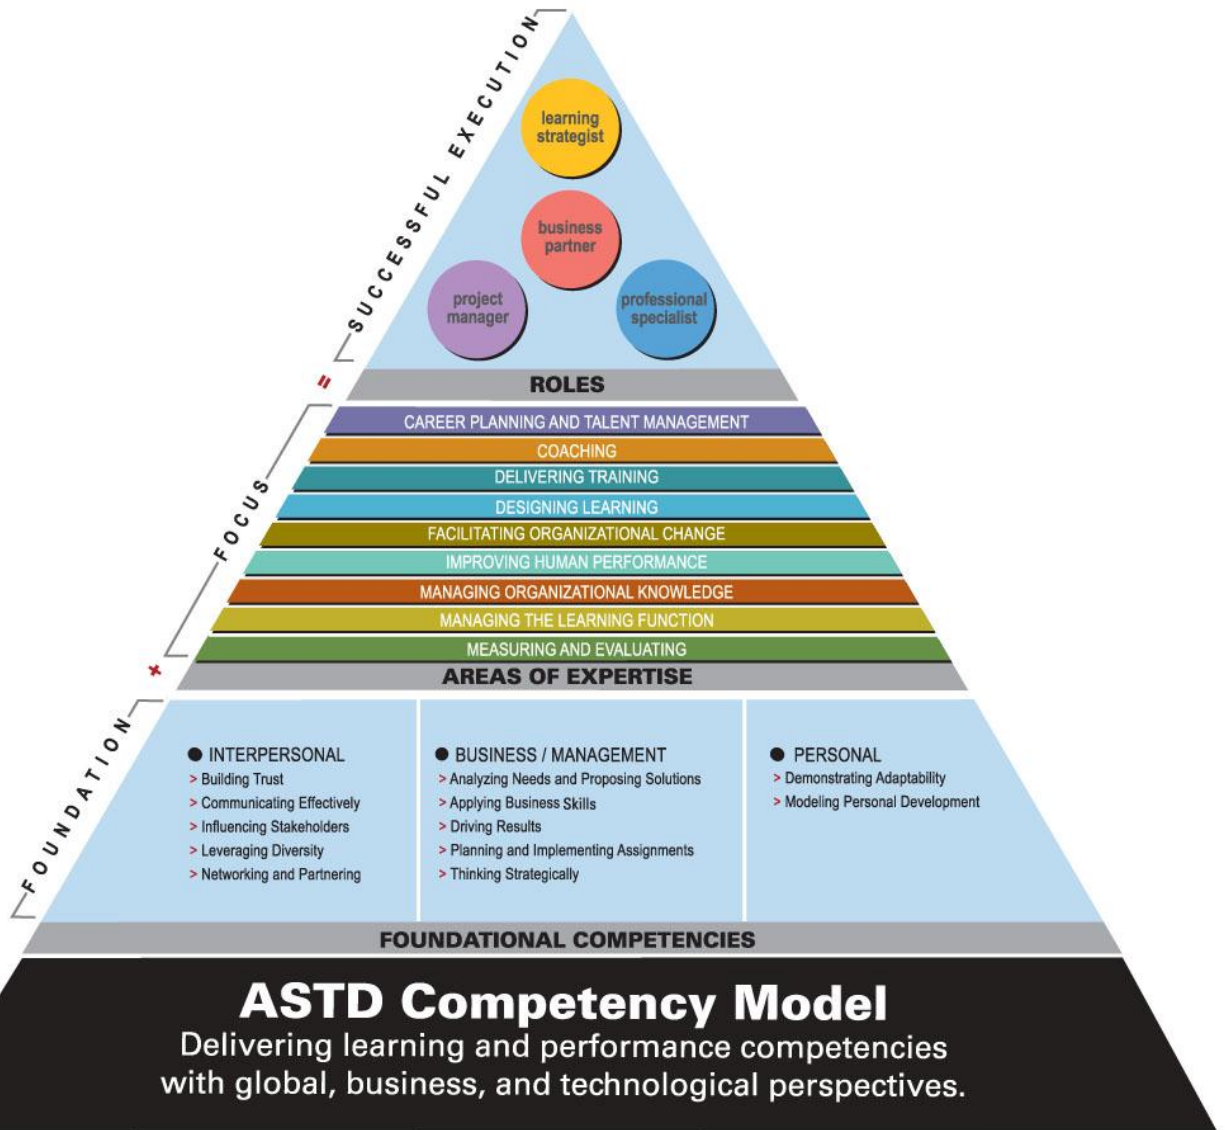 SUCCESSFUL EXECUTION
learning
strategist
business
partner
project
manager
professional
specialist
=
ROLES
FOCUS
CAREER PLANNING AND TALENT MANAGEMENT
COACHING
DELIVERING TRAINING
DESIGNING LEARNING
FACILITATING ORGANIZATIONAL CHANGE
IMPROVING HUMAN PERFORMANCE
MANAGING ORGANIZATIONAL KNOWLEDGE
MANAGING THE LEARNING FUNCTION
MEASURING AND EVALUATING
+
AREAS OF EXPERTISE
FOUNDATION
● INTERPERSONAL
> Building Trust
> Communicating Effectively
> Influencing Stakeholders
> Leveraging Diversity
> Networking and Partnering
● BUSINESS / MANAGEMENT
> Analyzing Needs and Proposing Solutions
> Applying Business Skills
> Driving Results
> Planning and Implementing Assignments
> Thinking Strategically
● PERSONAL
> Demonstrating Adaptability
> Modeling Personal Development
FOUNDATIONAL COMPETENCIES
ASTD Competency Model
Delivering learning and performance competencies
with global, business, and technological perspectives.